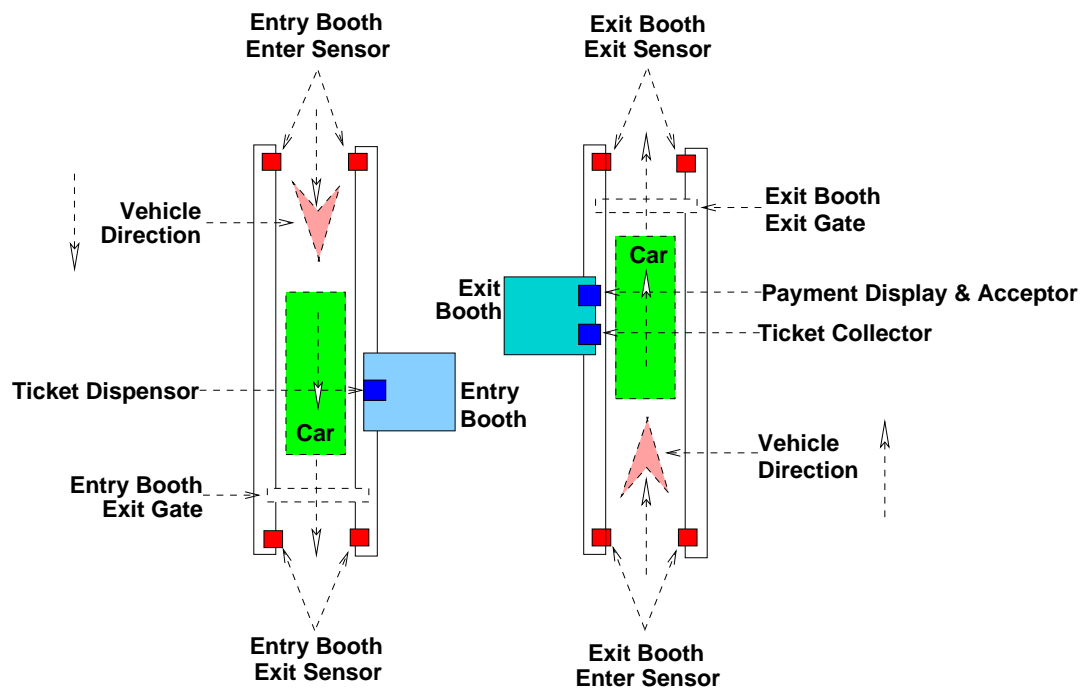 Entry Booth
Enter Sensor
Vehicle
Direction
Car
Ticket Dispensor
Entry
Booth
Entry Booth
Exit Gate
Entry Booth
Exit Sensor
Exit Booth
Exit Sensor
Exit Booth
Exit Gate
Car
Exit
Booth
Payment Display & Acceptor
Ticket Collector
Vehicle
Direction
Exit Booth
Enter Sensor